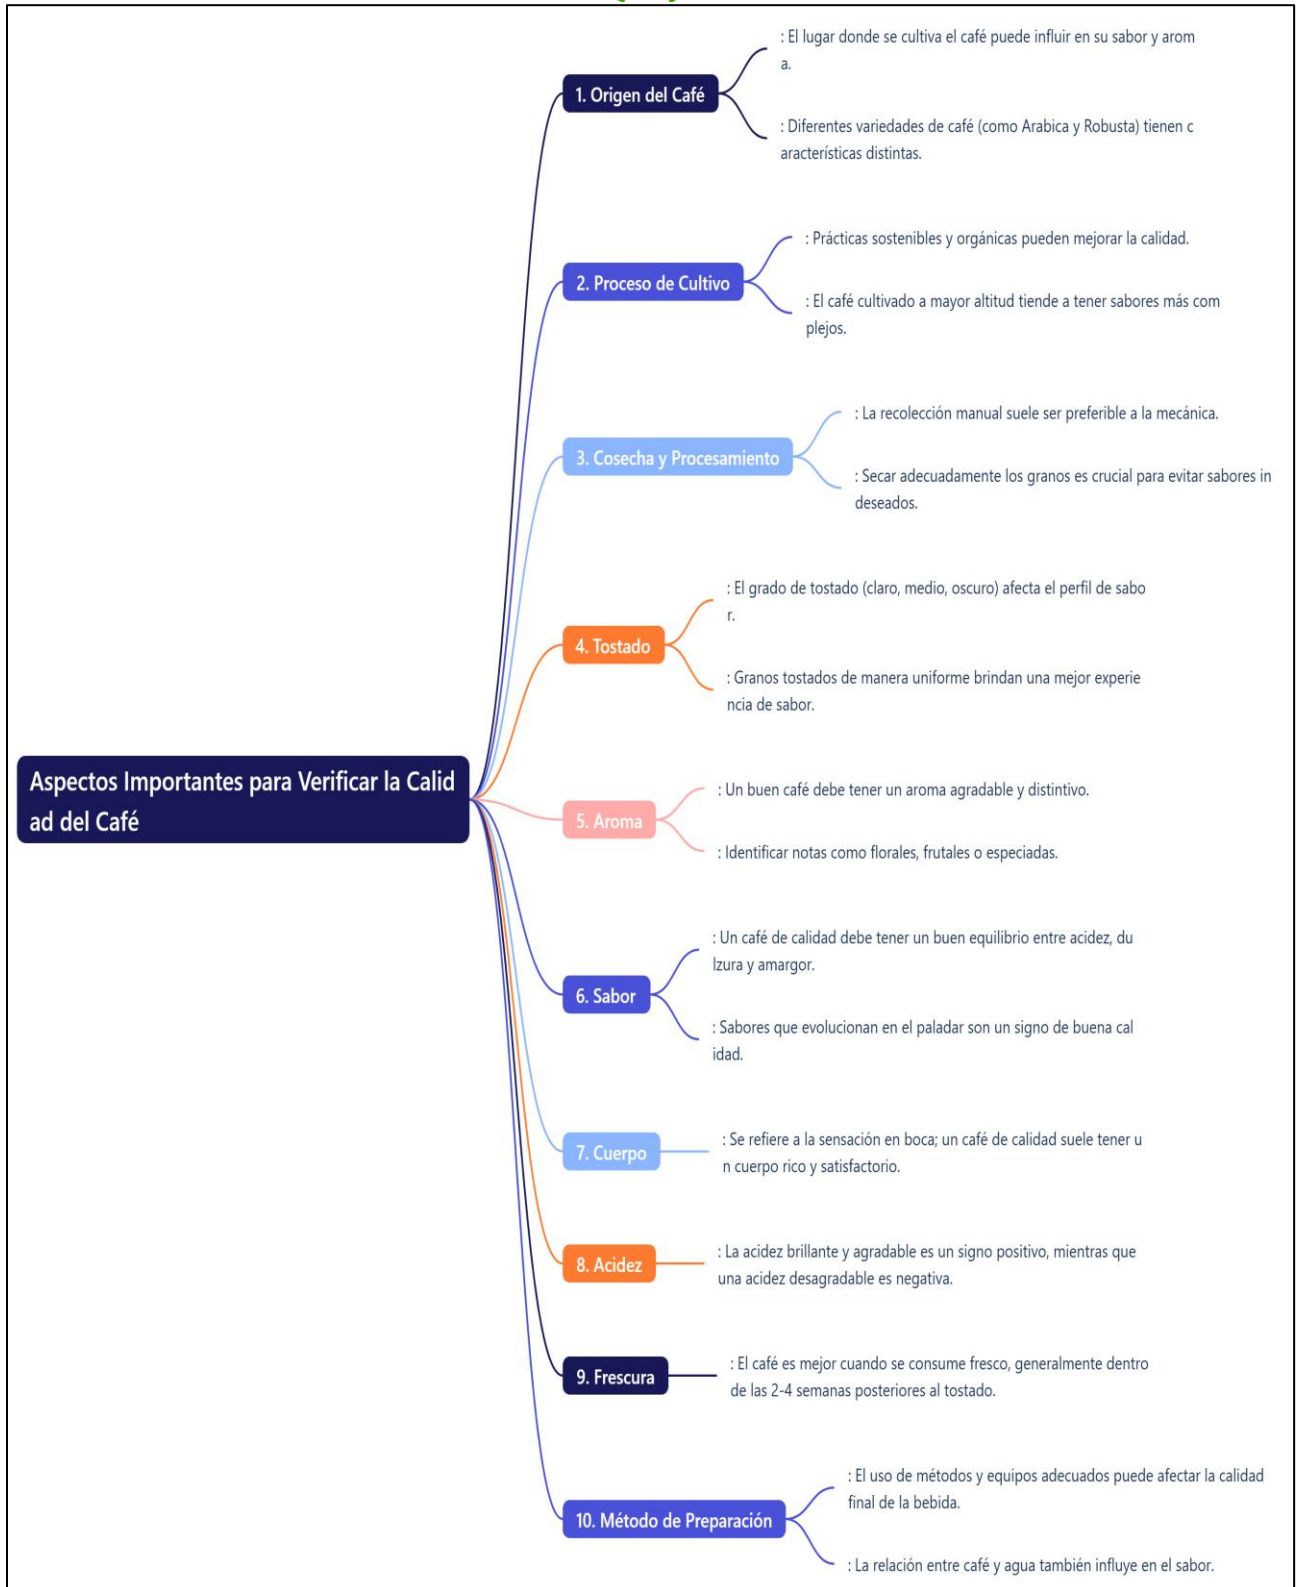 : El lugar donde se cultiva el café puede influir en su sabor y arom
a.
1. Origen del Café
: Diferentes variedades de café (como Arabica y Robusta) tienen c
aracterísticas distintas.
: Prácticas sostenibles y orgánicas pueden mejorar la calidad.
2. Proceso de Cultivo
: El café cultivado a mayor altitud tiende a tener sabores más com
plejos.
: La recolección manual suele ser preferible a la mecánica.
3. Cosecha y Procesamiento
: Secar adecuadamente los granos es crucial para evitar sabores in
deseados.
: El grado de tostado (claro, medio, oscuro) afecta el perfil de sabo
r.
4. Tostado
: Granos tostados de manera uniforme brindan una mejor experie
ncia de sabor.
Aspectos Importantes para Verificar la Calid
ad del Café
: Un buen café debe tener un aroma agradable y distintivo.
5. Aroma
: Identificar notas como florales, frutales o especiadas.
: Un café de calidad debe tener un buen equilibrio entre acidez, du
lzura y amargor.
6. Sabor
: Sabores que evolucionan en el paladar son un signo de buena cal
idad.
7. Cuerpo
: Se refiere a la sensación en boca; un café de calidad suele tener u
n cuerpo rico y satisfactorio.
8. Acidez
: La acidez brillante y agradable es un signo positivo, mientras que
una acidez desagradable es negativa.
9. Frescura
: El café es mejor cuando se consume fresco, generalmente dentro
de las 2-4 semanas posteriores al tostado.
: El uso de métodos y equipos adecuados puede afectar la calidad
final de la bebida.
10. Método de Preparación
: La relación entre café y agua también influye en el sabor.